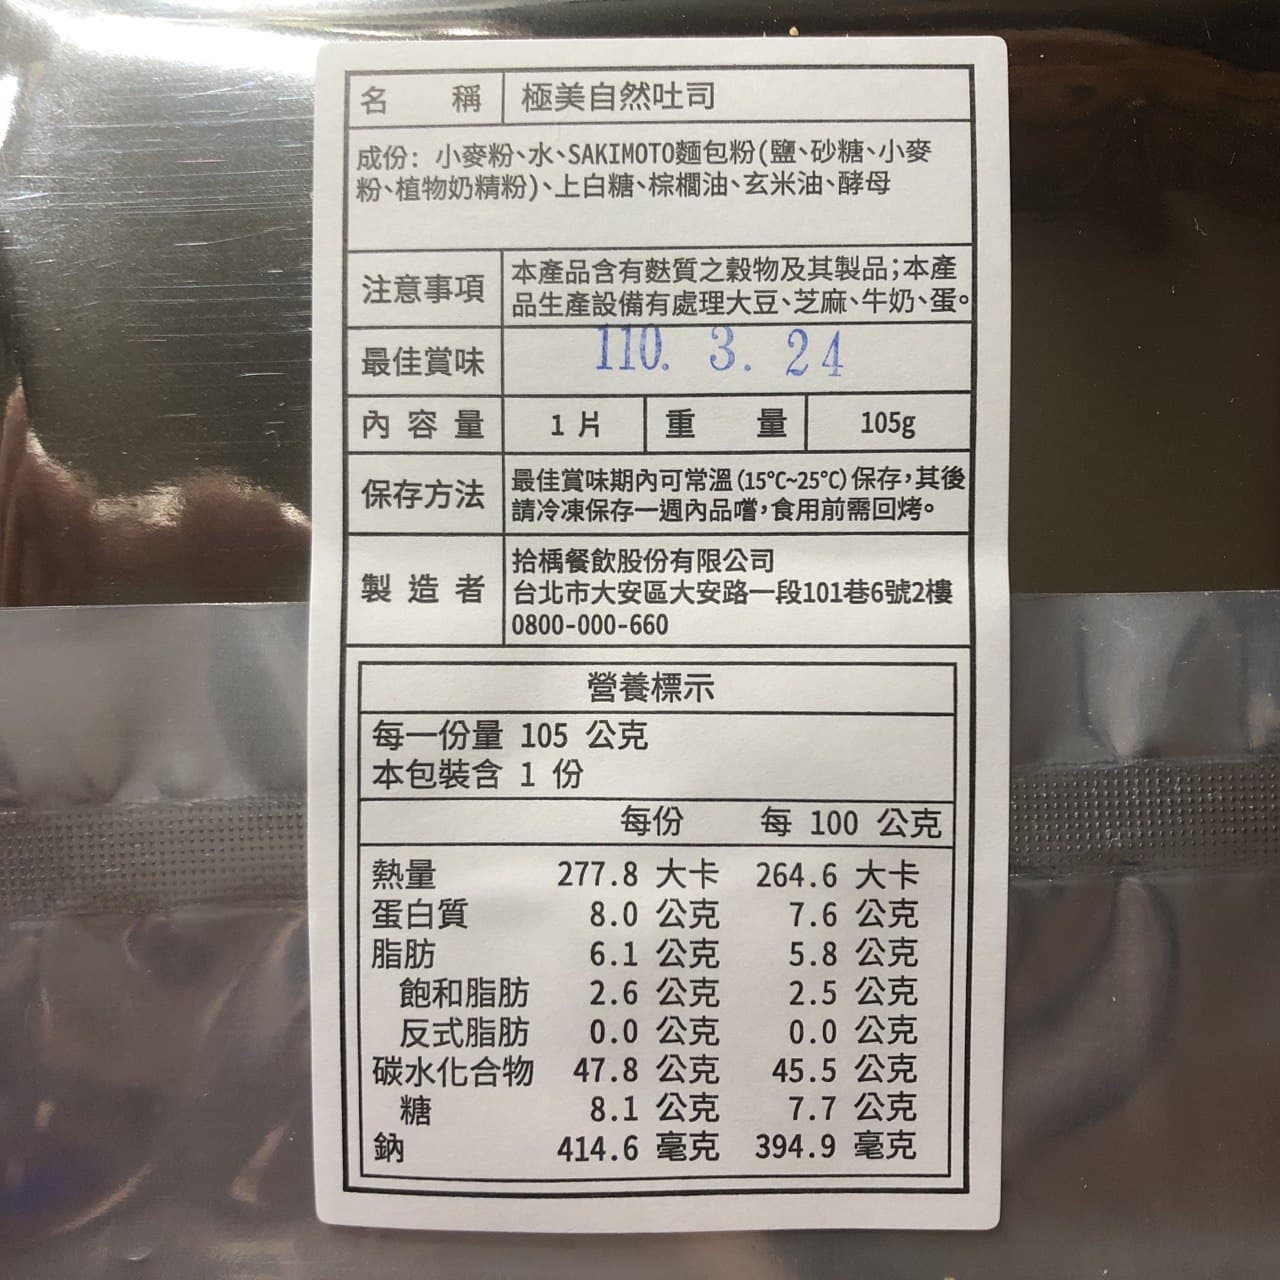 名 稱 極美自然吐司
成份: 小麥粉、水、SAKIMOTO麵包粉(鹽、砂糖、小麥
粉、植物奶精粉)、上白糖、棕櫚油、玄米油、酵母
注意事項 本產品含有麩質之穀物及其製品;本產
品生產設備有處理大豆、芝麻、牛奶、蛋。
最佳賞味 110. 3. 24
內容量 1 片 重 量 105g
保存方法 最佳賞味期內可常溫(15°C~25°C)保存,其後
請冷凍保存一週內品嚐,食用前需回烤。
製造者 拾楀餐飲股份有限公司
台北市大安區大安路一段101巷6號2樓
0800-000-660
營養標示
每一份量 105 公克
本包裝含 1 份
每份 每 100 公克
熱量 277.8 大卡 264.6 大卡
蛋白質 8.0 公克 7.6 公克
脂肪 6.1 公克 5.8 公克
飽和脂肪 2.6 公克 2.5 公克
反式脂肪 0.0 公克 0.0 公克
碳水化合物 47.8 公克 45.5 公克
糖 8.1 公克 7.7 公克
鈉 414.6 毫克 394.9 毫克